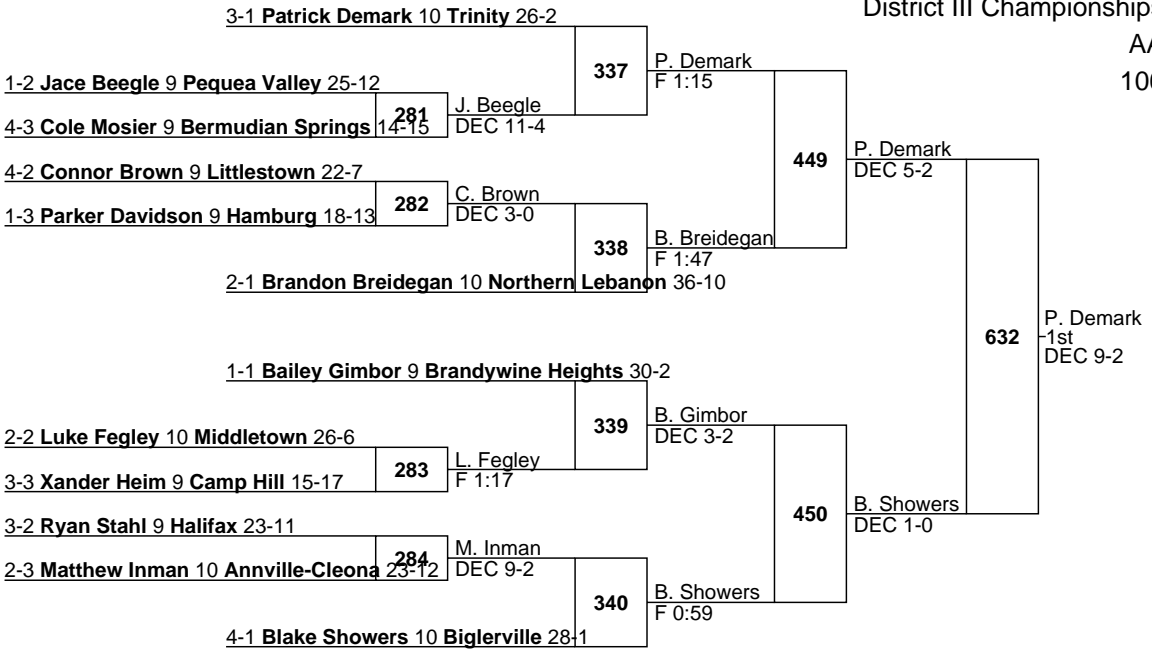 3-1 Patrick Demark 10 Trinity 26-2
District III Championships
AA
106
337
P. Demark
F 1:15
1-2 Jace Beegle 9 Pequea Valley 25-12
281
J. Beegle
DEC 11-4
4-3 Cole Mosier 9 Bermudian Springs 14-15
449
P. Demark
DEC 5-2
4-2 Connor Brown 9 Littlestown 22-7
282
C. Brown
DEC 3-0
1-3 Parker Davidson 9 Hamburg 18-13
338
B. Breidegan
F 1:47
2-1 Brandon Breidegan 10 Northern Lebanon 36-10
632
P. Demark
1st
DEC 9-2
1-1 Bailey Gimbor 9 Brandywine Heights 30-2
339
B. Gimbor
DEC 3-2
2-2 Luke Fegley 10 Middletown 26-6
283
L. Fegley
F 1:17
3-3 Xander Heim 9 Camp Hill 15-17
450
B. Showers
DEC 1-0
3-2 Ryan Stahl 9 Halifax 23-11
284
M. Inman
DEC 9-2
2-3 Matthew Inman 10 Annville-Cleona 23-12
340
B. Showers
F 0:59
4-1 Blake Showers 10 Biglerville 28-1